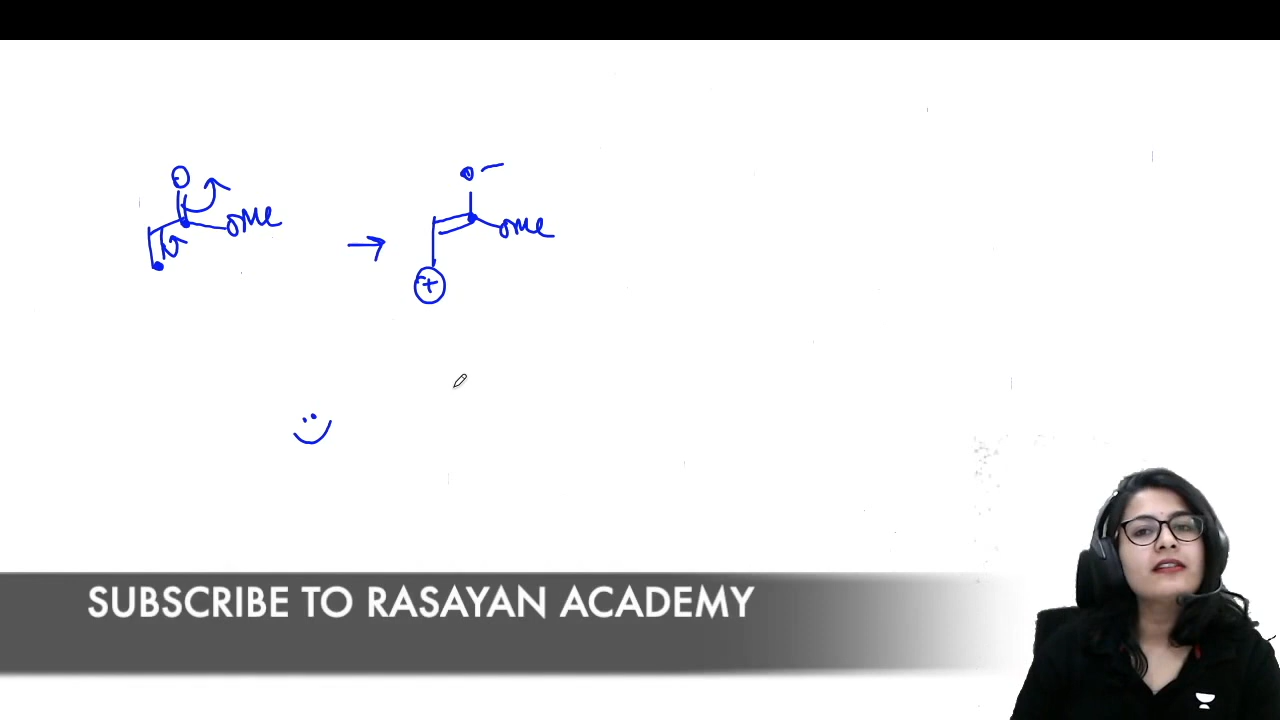 O
OMe
→
O⁻
OMe
+
SUBSCRIBE TO RASAYAN ACADEMY